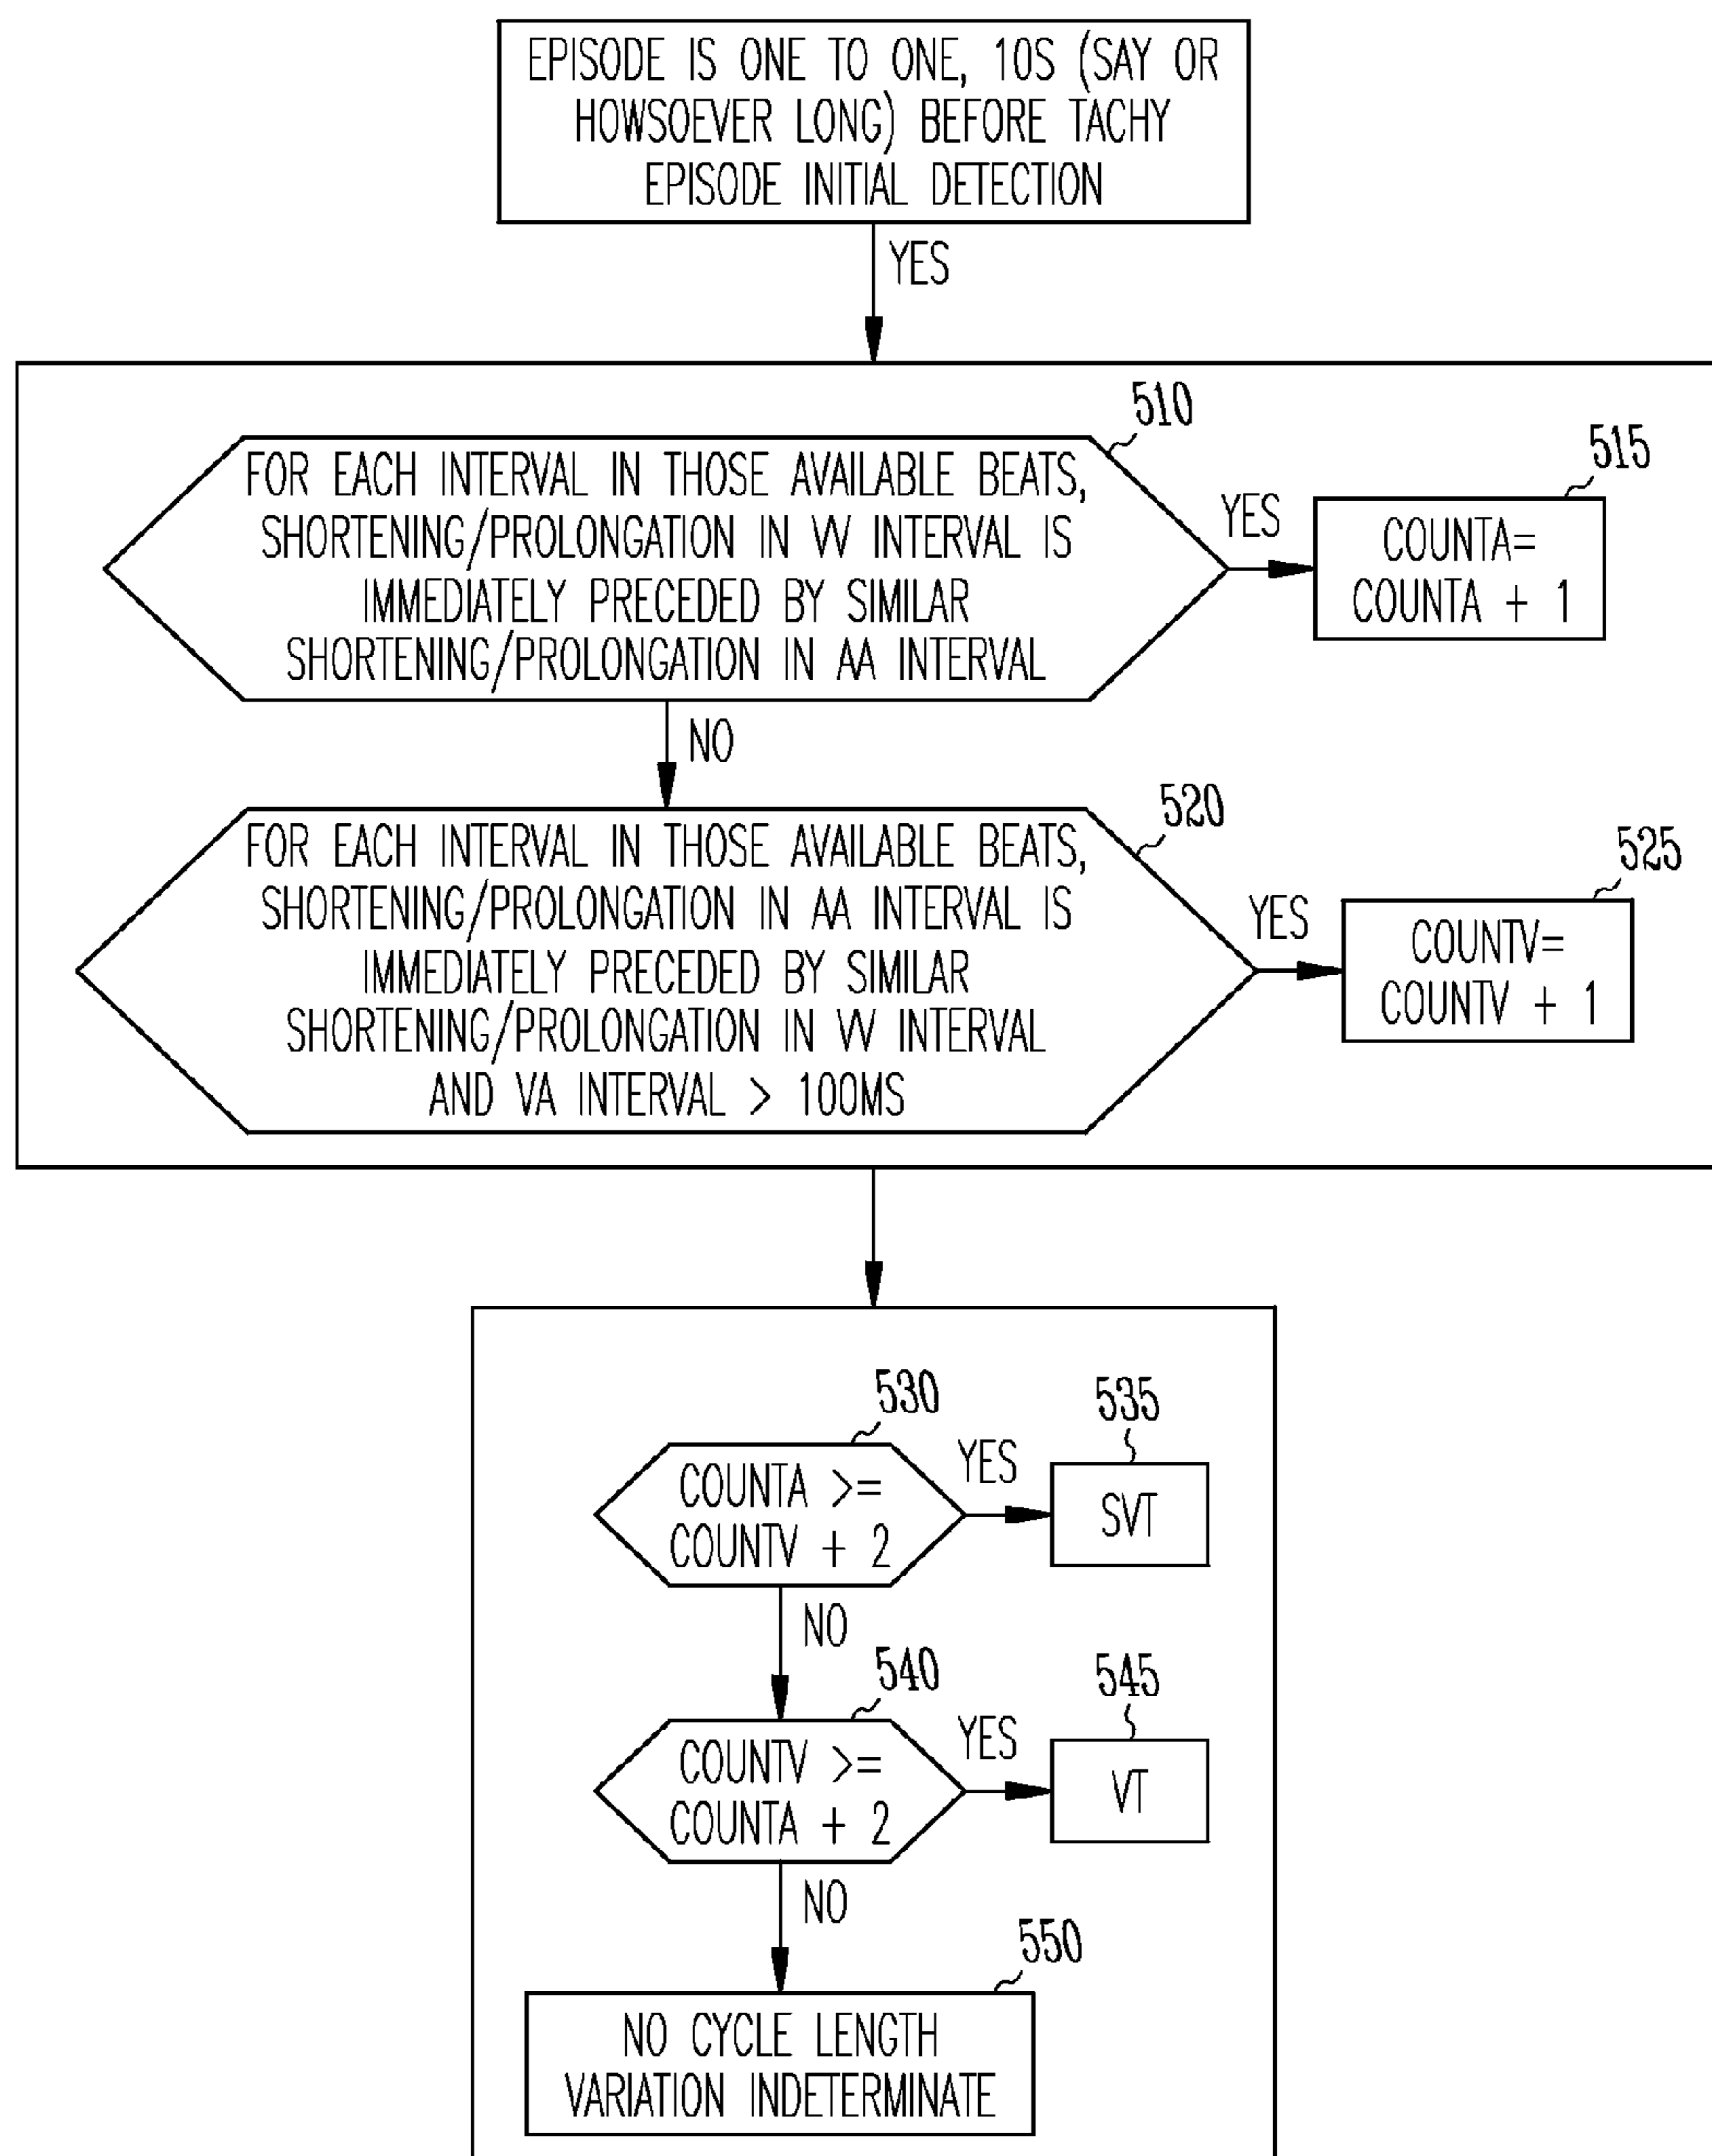 EPISODE IS ONE TO ONE, 10S (SAY OR
HOWSOEVER LONG) BEFORE TACHY
EPISODE INITIAL DETECTION
YES
510
FOR EACH INTERVAL IN THOSE AVAILABLE BEATS,
SHORTENING/PROLONGATION IN VV INTERVAL IS
IMMEDIATELY PRECEDED BY SIMILAR
SHORTENING/PROLONGATION IN AA INTERVAL
YES
515
COUNTA=
COUNTA + 1
NO
520
FOR EACH INTERVAL IN THOSE AVAILABLE BEATS,
SHORTENING/PROLONGATION IN AA INTERVAL IS
IMMEDIATELY PRECEDED BY SIMILAR
SHORTENING/PROLONGATION IN VV INTERVAL
AND VA INTERVAL > 100MS
YES
525
COUNTV=
COUNTV + 1
530
COUNTA >=
COUNTV + 2
YES
535
SVT
NO
540
COUNTV >=
COUNTA + 2
YES
545
VT
NO
550
NO CYCLE LENGTH
VARIATION INDETERMINATE